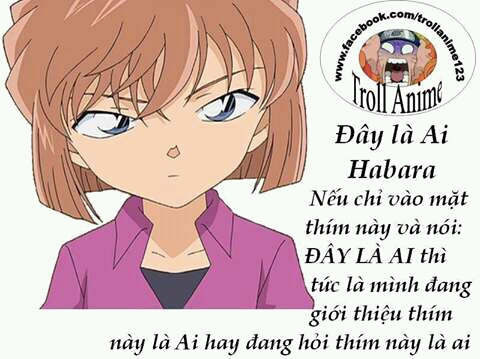 www.facebook.com/trollanime123
Troll Anime
Đây là Ai
Habara
Nếu chỉ vào mặt
thím này và nói:
ĐÂY LÀ AI thì
tức là mình đang
giới thiệu thím
này là Ai hay đang hỏi thím này là ai